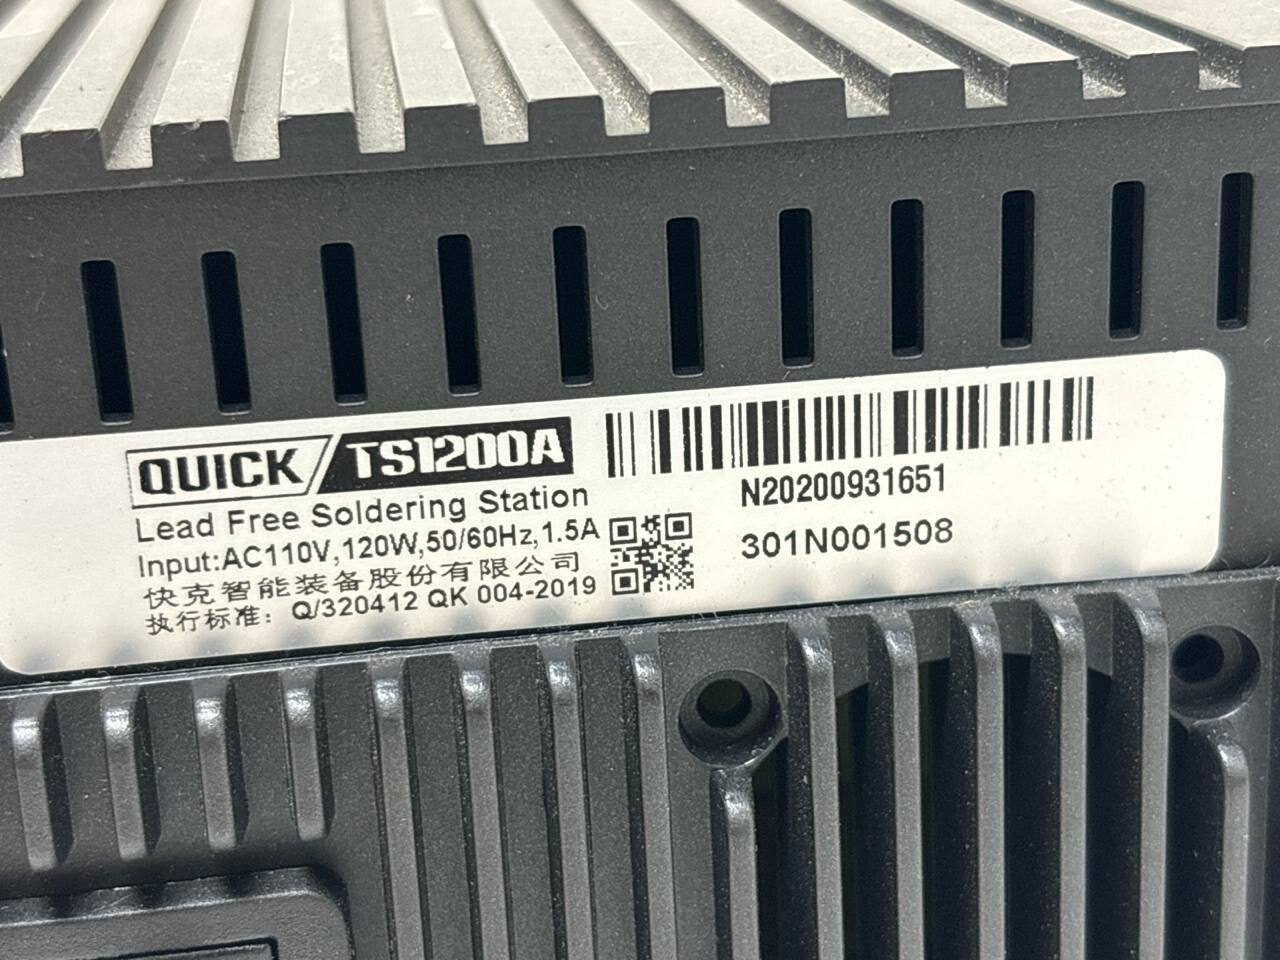 QUICK TS1200A
Lead Free Soldering Station
Input:AC110V,120W,50/60Hz,1.5A
快克智能装备股份有限公司
执行标准: Q/320412 QK 004-2019
N20200931651
301N001508